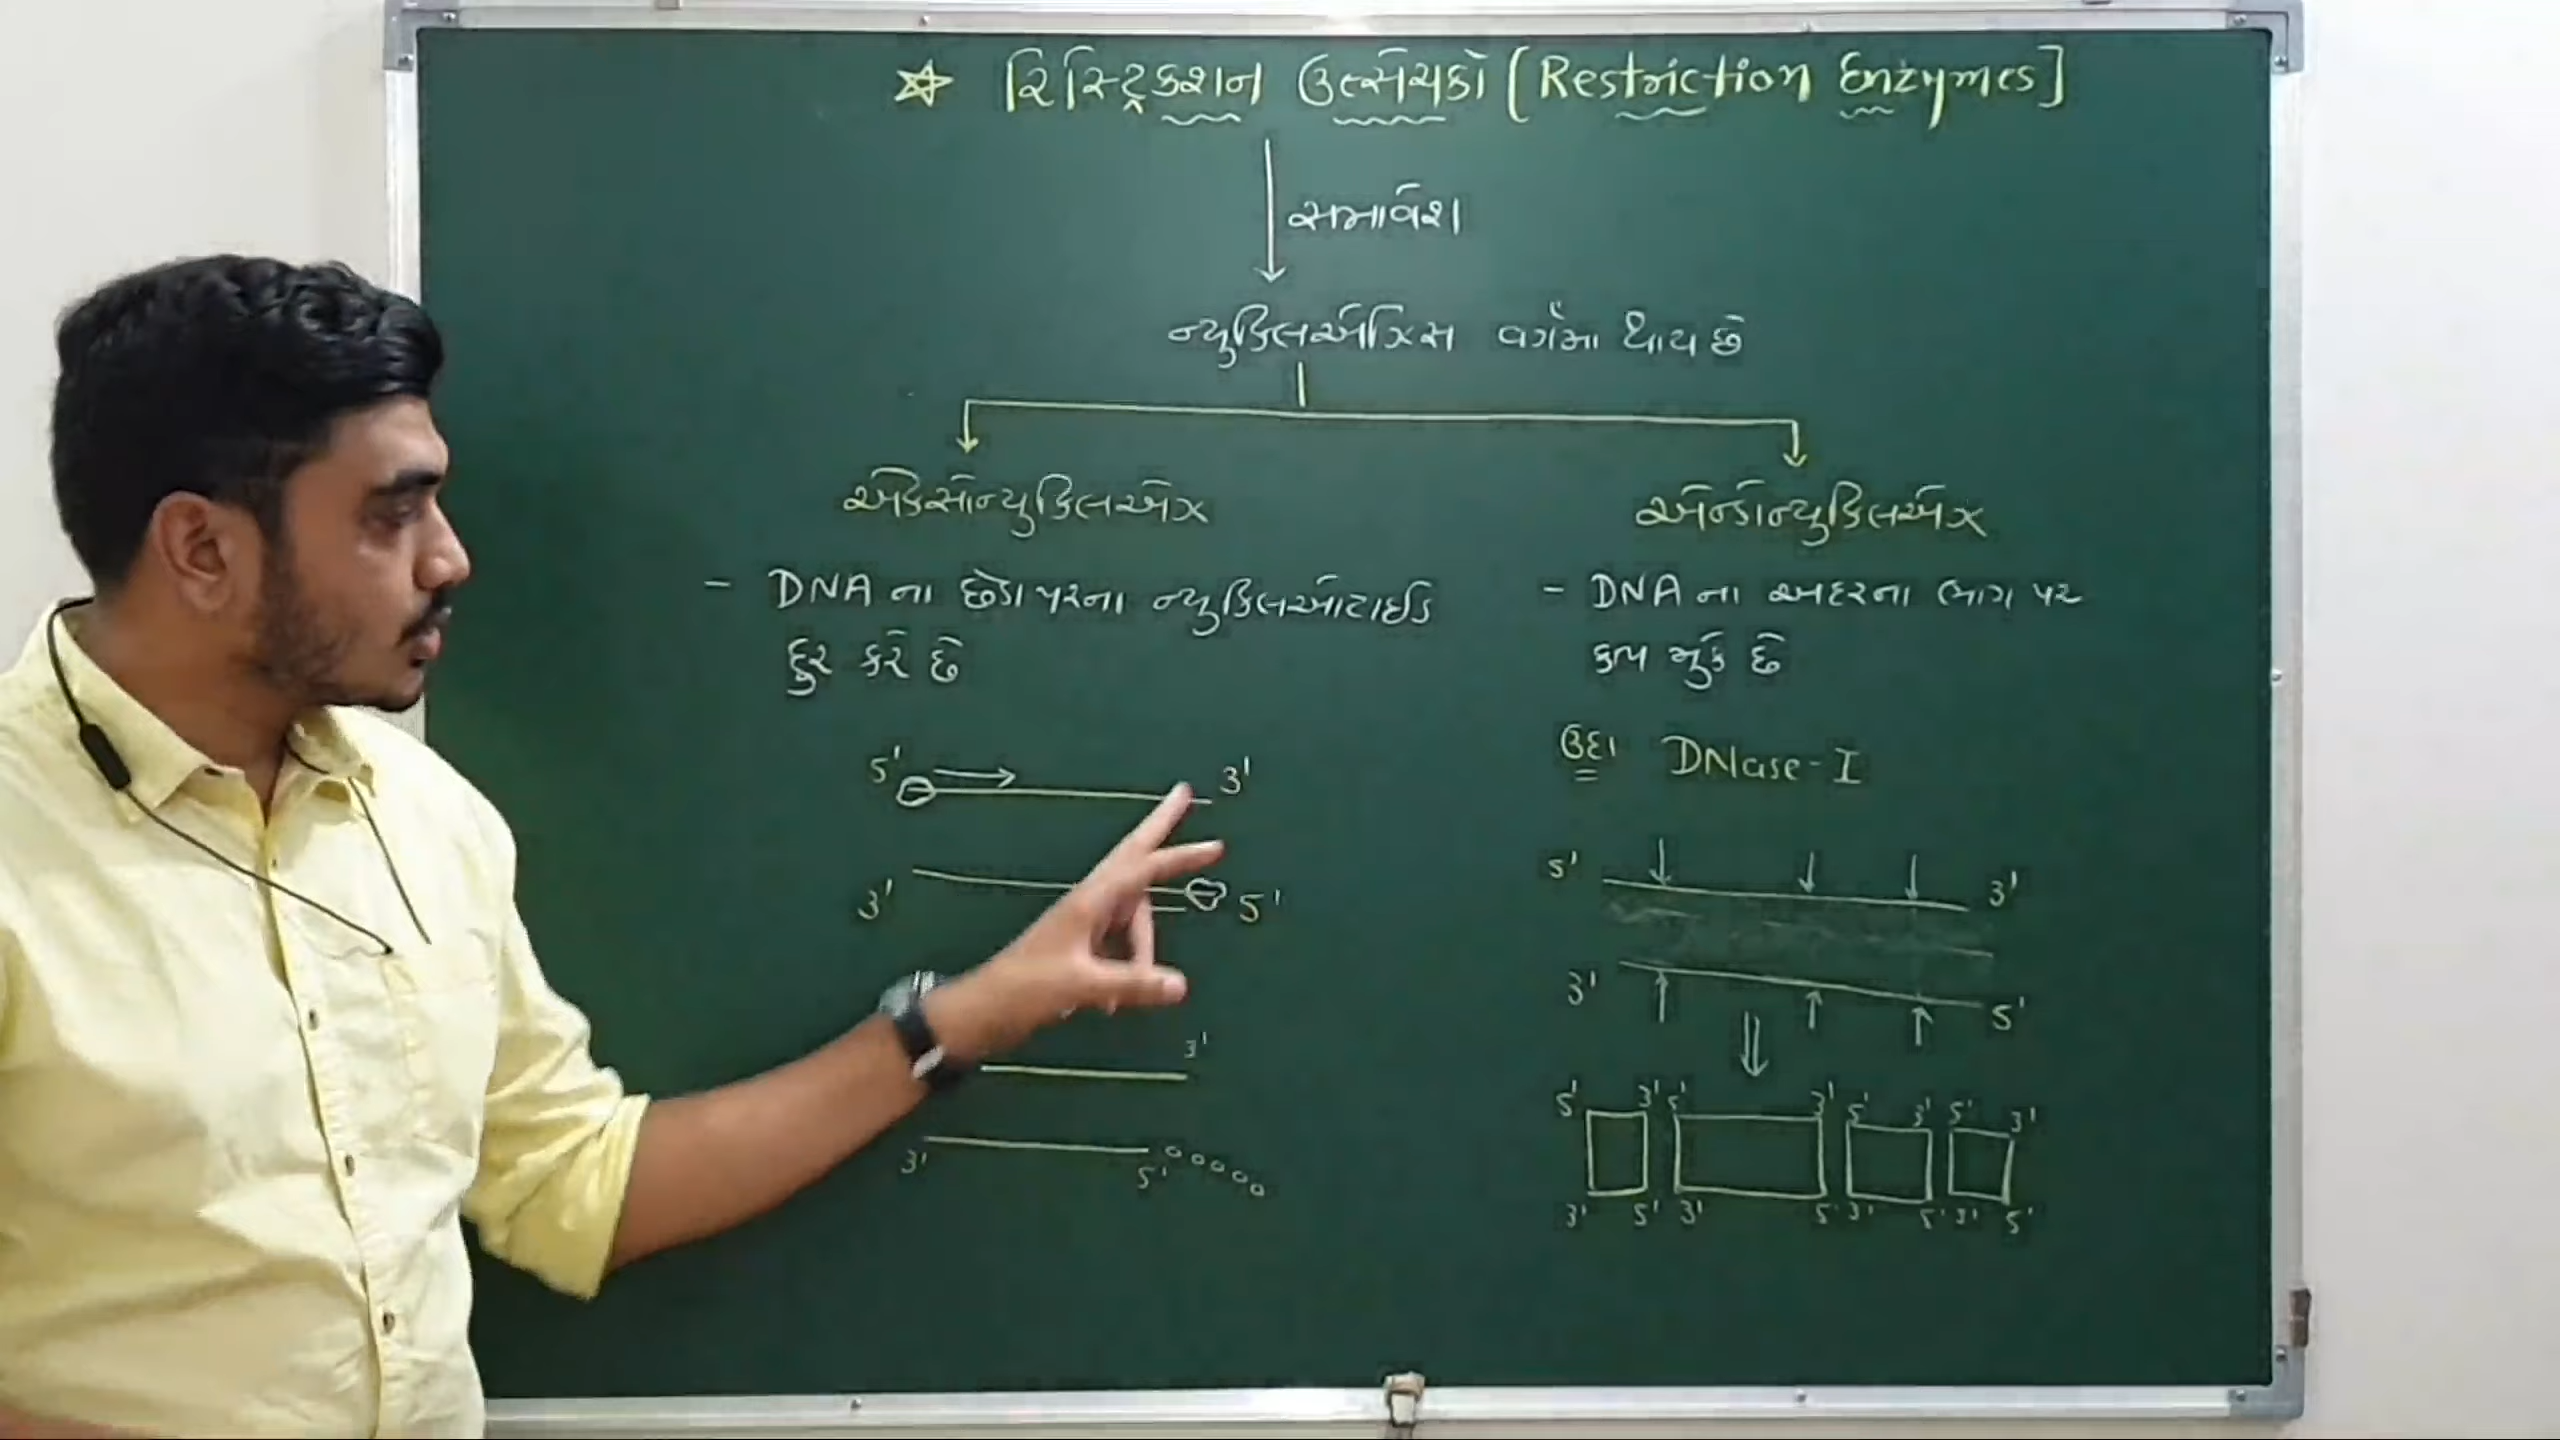 ☆ રિસ્ટ્રિક્શન ઉત્સેચકો [Restriction Enzymes]
સમાવેશ
ન્યુક્લિએઝિસ વર્ગમાં થાય છે
એક્સોન્યુક્લિએઝ
એન્ડોન્યુક્લિએઝ
- DNA ના છેડા પરના ન્યુક્લિઓટાઈડ
દુર કરે છે
- DNA ના અંદરના ભાગ પર
કાપ મુકે છે
ઉદા DNase-I
5' 3'
3' 5'
3'
3' 5'
5' 3'
3' 5'
5' 3' 5' 3' 5' 3' 5' 3'
3' 5' 3' 5' 3' 5' 3' 5'